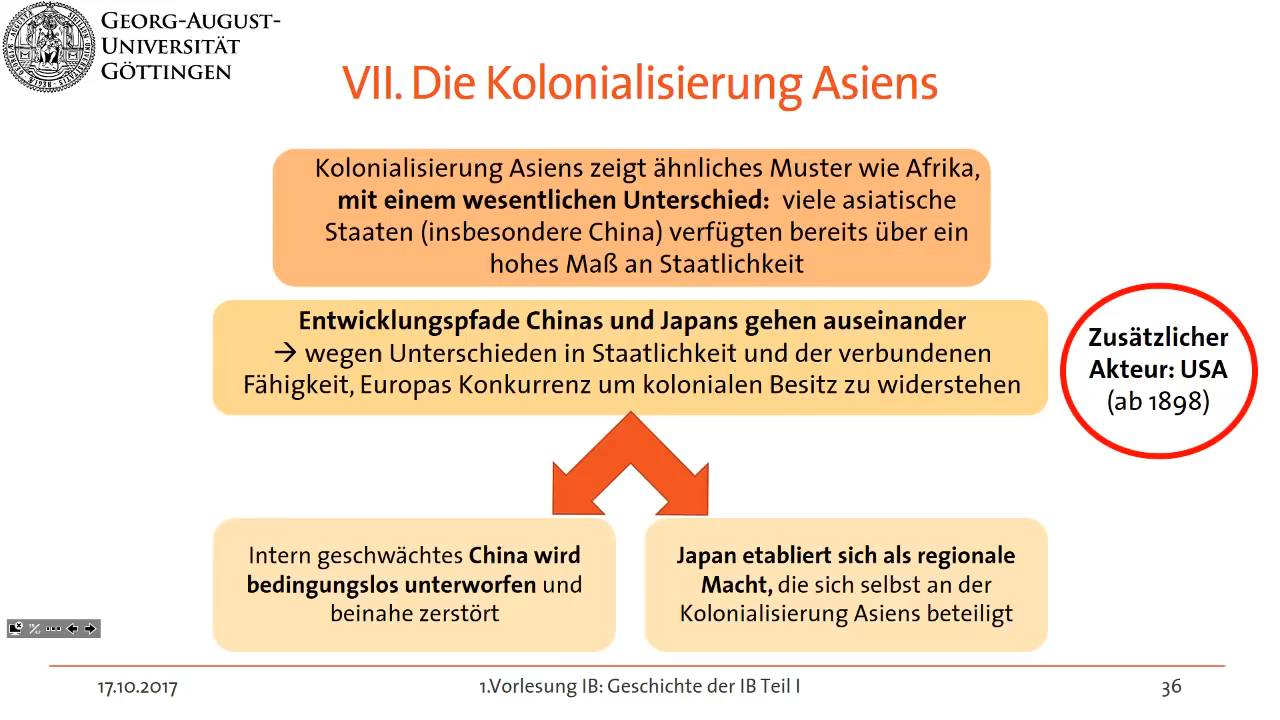 GEORG-AUGUST-
UNIVERSITÄT
GÖTTINGEN
VII. Die Kolonialisierung Asiens
Kolonialisierung Asiens zeigt ähnliches Muster wie Afrika,
mit einem wesentlichen Unterschied: viele asiatische
Staaten (insbesondere China) verfügten bereits über ein
hohes Maß an Staatlichkeit
Entwicklungspfade Chinas und Japans gehen auseinander
→ wegen Unterschieden in Staatlichkeit und der verbundenen
Fähigkeit, Europas Konkurrenz um kolonialen Besitz zu widerstehen
Zusätzlicher
Akteur: USA
(ab 1898)
Intern geschwächtes China wird
bedingungslos unterworfen und
beinahe zerstört
Japan etabliert sich als regionale
Macht, die sich selbst an der
Kolonialisierung Asiens beteiligt
17.10.2017
1.Vorlesung IB: Geschichte der IB Teil I
36